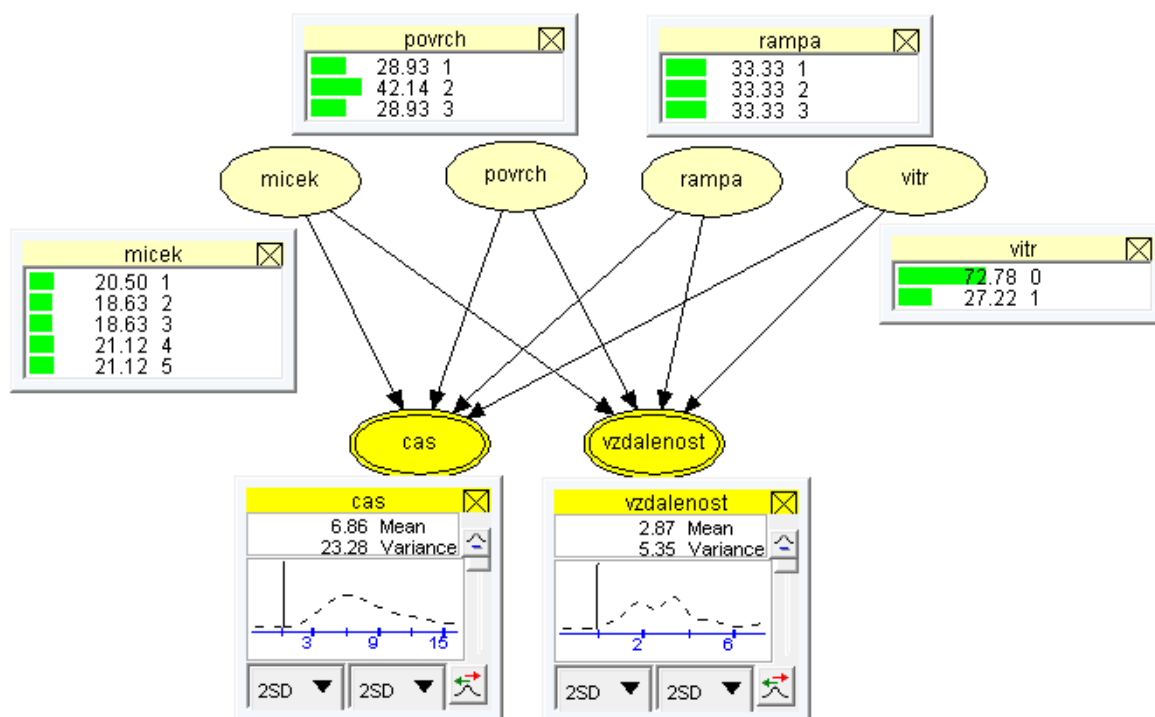 povrch
28.93 1
42.14 2
28.93 3
rampa
33.33 1
33.33 2
33.33 3
micek
povrch
rampa
vitr
micek
20.50 1
18.63 2
18.63 3
21.12 4
21.12 5
vitr
72.78 0
27.22 1
cas
vzdalenost
cas
6.86 Mean
23.28 Variance
3 9 15
2SD 2SD
vzdalenost
2.87 Mean
5.35 Variance
2 6
2SD 2SD